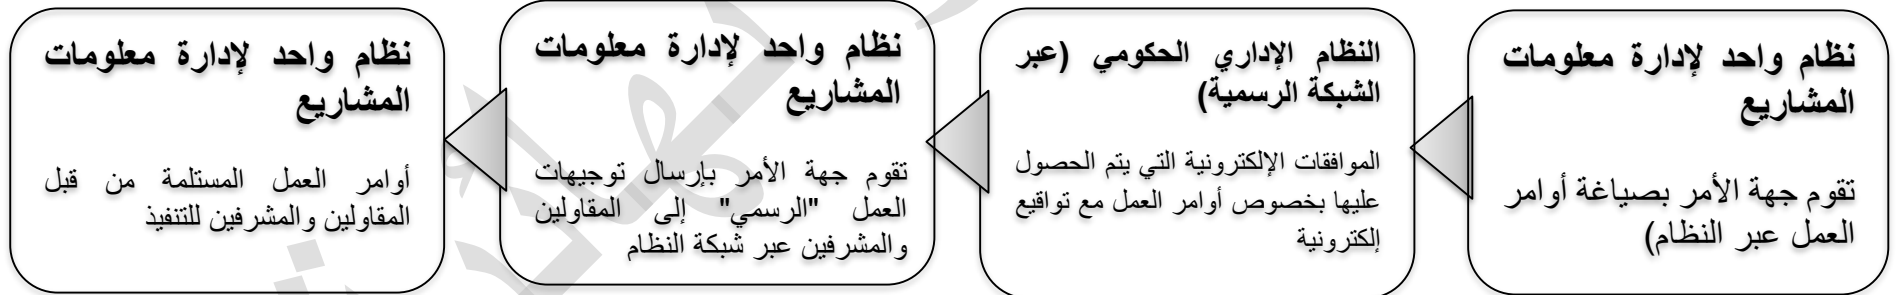 نظام واحد لإدارة معلومات
المشاريع
تقوم جهة الأمر بصياغة أوامر
العمل عبر النظام)
النظام الإداري الحكومي (عبر
الشبكة الرسمية)
الموافقات الإلكترونية التي يتم الحصول
عليها بخصوص أوامر العمل مع تواقيع
إلكترونية
نظام واحد لإدارة معلومات
المشاريع
تقوم جهة الأمر بإرسال توجيهات
العمل "الرسمي" إلى المقاولين
والمشرفين عبر شبكة النظام
نظام واحد لإدارة معلومات
المشاريع
أوامر العمل المستلمة من قبل
المقاولين والمشرفين للتنفيذ